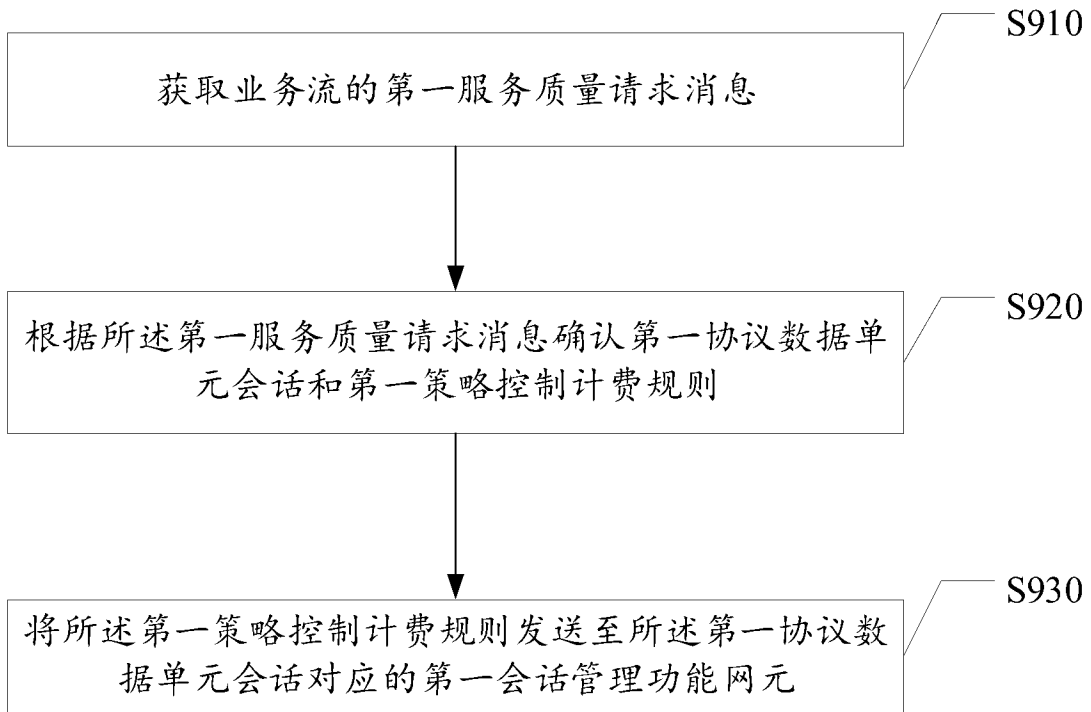 S910
获取业务流的第一服务质量请求消息
S920
根据所述第一服务质量请求消息确认第一协议数据单
元会话和第一策略控制计费规则
S930
将所述第一策略控制计费规则发送至所述第一协议数
据单元会话对应的第一会话管理功能网元